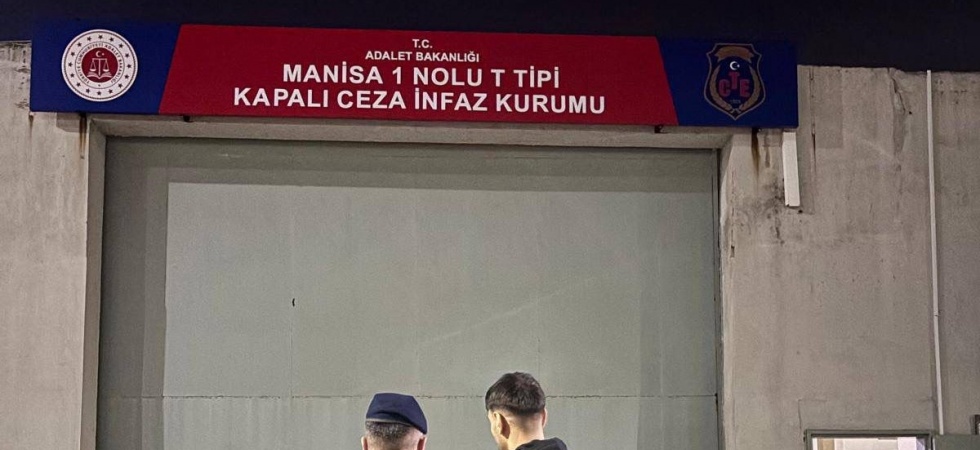 T.C.
ADALET BAKANLIĞI
MANİSA 1 NOLU T TİPİ
KAPALI CEZA İNFAZ KURUMU
CTE